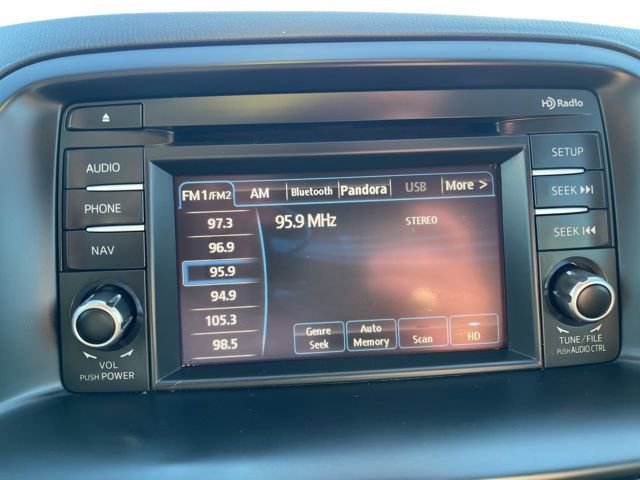 HD Radio
AUDIO
PHONE
NAV
VOL
PUSH POWER
FM1/FM2 AM Bluetooth Pandora USB More >
97.3
96.9
95.9
94.9
105.3
98.5
95.9 MHz STEREO
Genre Seek
Auto Memory
Scan
HD
SETUP
SEEK
SEEK
TUNE/FILE
PUSH AUDIO CTRL